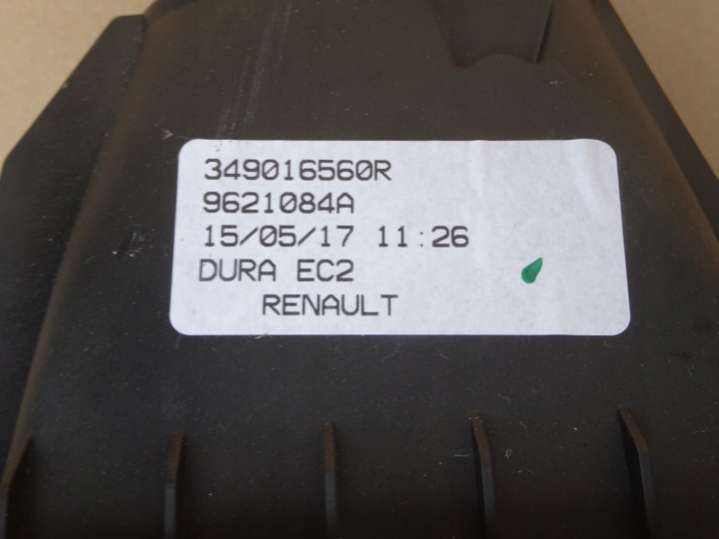 349016560R
9621084A
15/05/17 11:26
DURA EC2
RENAULT